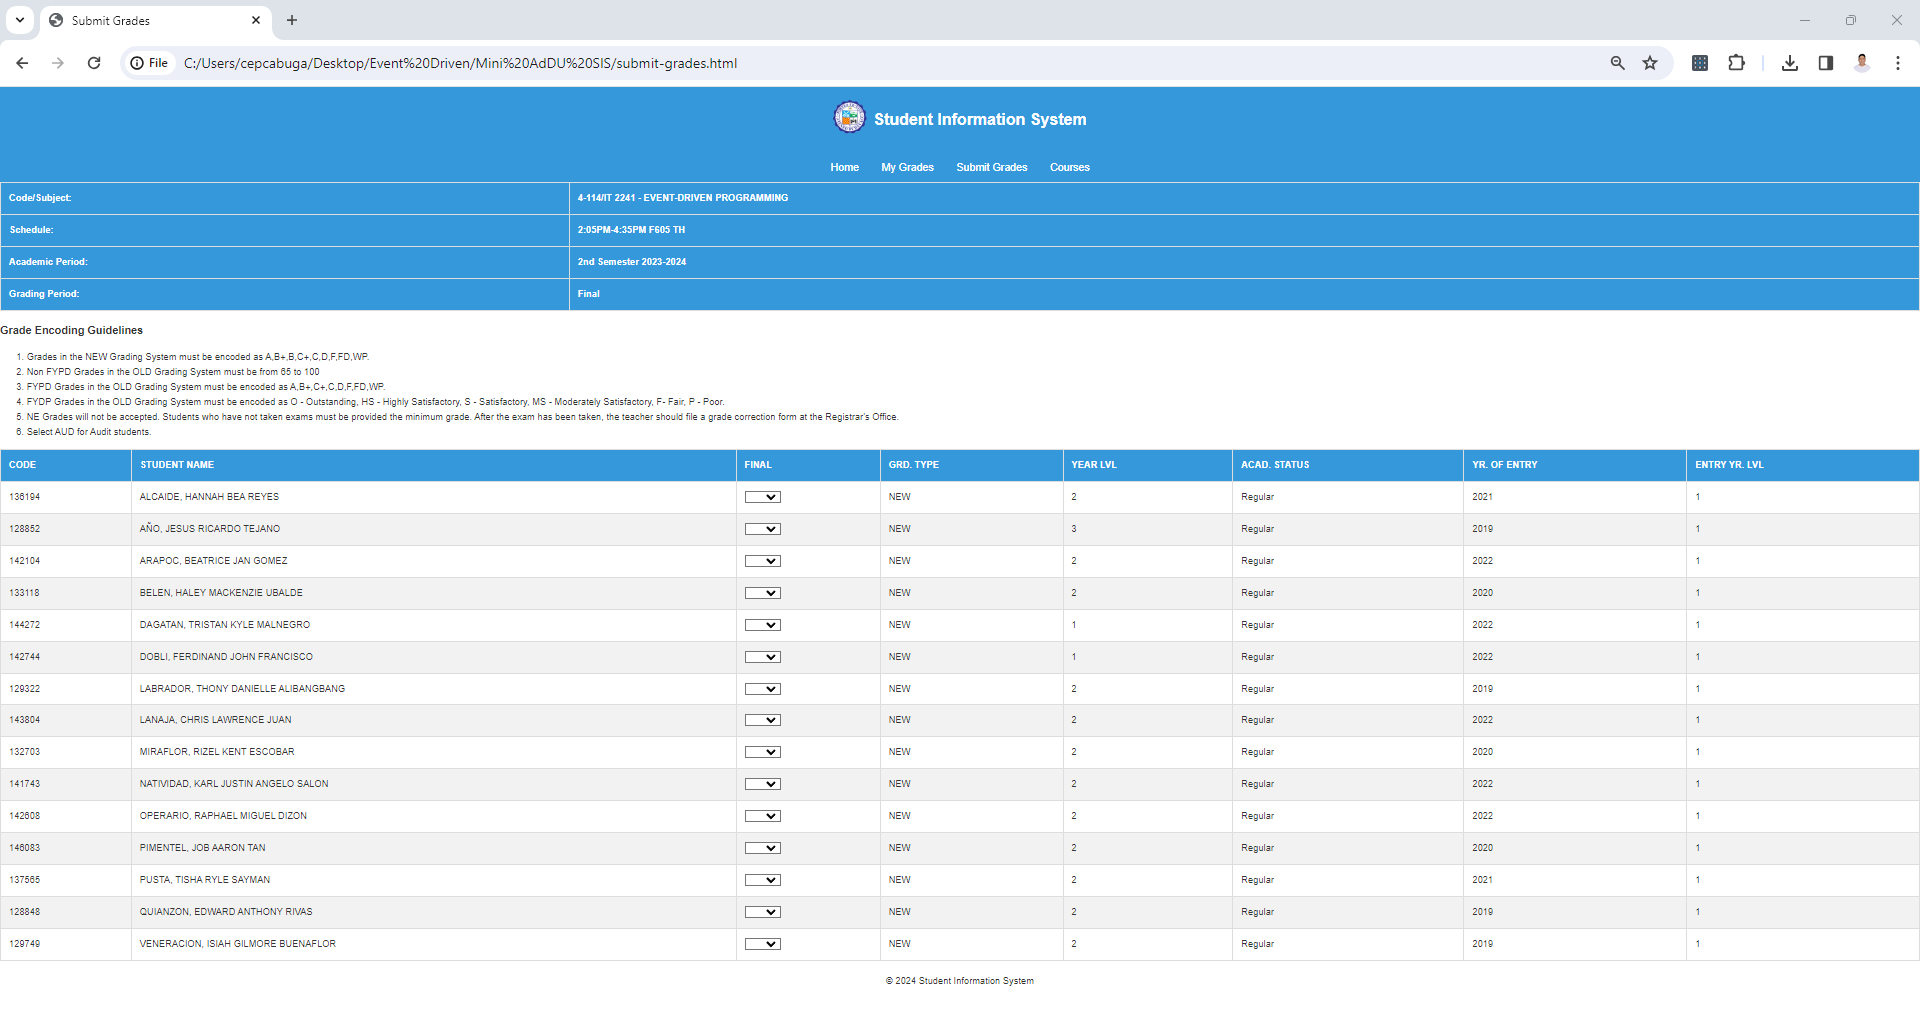 Submit Grades
File C:/Users/cepcabuga/Desktop/Event%20Driven/Mini%20AdDU%20SIS/submit-grades.html
Student Information System
Home My Grades Submit Grades Courses
Code/Subject: 4-114/IT 2241 - EVENT-DRIVEN PROGRAMMING
Schedule: 2:05PM-4:35PM F605 TH
Academic Period: 2nd Semester 2023-2024
Grading Period: Final
Grade Encoding Guidelines
1. Grades in the NEW Grading System must be encoded as A,B+,B,C+,C,D,F,FD,WP.
2. Non FYPD Grades in the OLD Grading System must be from 65 to 100
3. FYPD Grades in the OLD Grading System must be encoded as A,B+,C+,C,D,F,FD,WP.
4. FYDP Grades in the OLD Grading System must be encoded as O - Outstanding, HS - Highly Satisfactory, S - Satisfactory, MS - Moderately Satisfactory, F- Fair, P - Poor.
5. NE Grades will not be accepted. Students who have not taken exams must be provided the minimum grade. After the exam has been taken, the teacher should file a grade correction form at the Registrar's Office.
6. Select AUD for Audit students.
CODE STUDENT NAME FINAL GRD. TYPE YEAR LVL ACAD. STATUS YR. OF ENTRY ENTRY YR. LVL
136194 ALCAIDE, HANNAH BEA REYES NEW 2 Regular 2021 1
128852 AÑO, JESUS RICARDO TEJANO NEW 3 Regular 2019 1
142104 ARAPOC, BEATRICE JAN GOMEZ NEW 2 Regular 2022 1
133118 BELEN, HALEY MACKENZIE UBALDE NEW 2 Regular 2020 1
144272 DAGATAN, TRISTAN KYLE MALNEGRO NEW 1 Regular 2022 1
142744 DOBLI, FERDINAND JOHN FRANCISCO NEW 1 Regular 2022 1
129322 LABRADOR, THONY DANIELLE ALIBANGBANG NEW 2 Regular 2019 1
143804 LANAJA, CHRIS LAWRENCE JUAN NEW 2 Regular 2022 1
132703 MIRAFLOR, RIZEL KENT ESCOBAR NEW 2 Regular 2020 1
141743 NATIVIDAD, KARL JUSTIN ANGELO SALON NEW 2 Regular 2022 1
142608 OPERARIO, RAPHAEL MIGUEL DIZON NEW 2 Regular 2022 1
146083 PIMENTEL, JOB AARON TAN NEW 2 Regular 2020 1
137565 PUSTA, TISHA RYLE SAYMAN NEW 2 Regular 2021 1
128848 QUIANZON, EDWARD ANTHONY RIVAS NEW 2 Regular 2019 1
129749 VENERACION, ISIAH GILMORE BUENAFLOR NEW 2 Regular 2019 1
© 2024 Student Information System